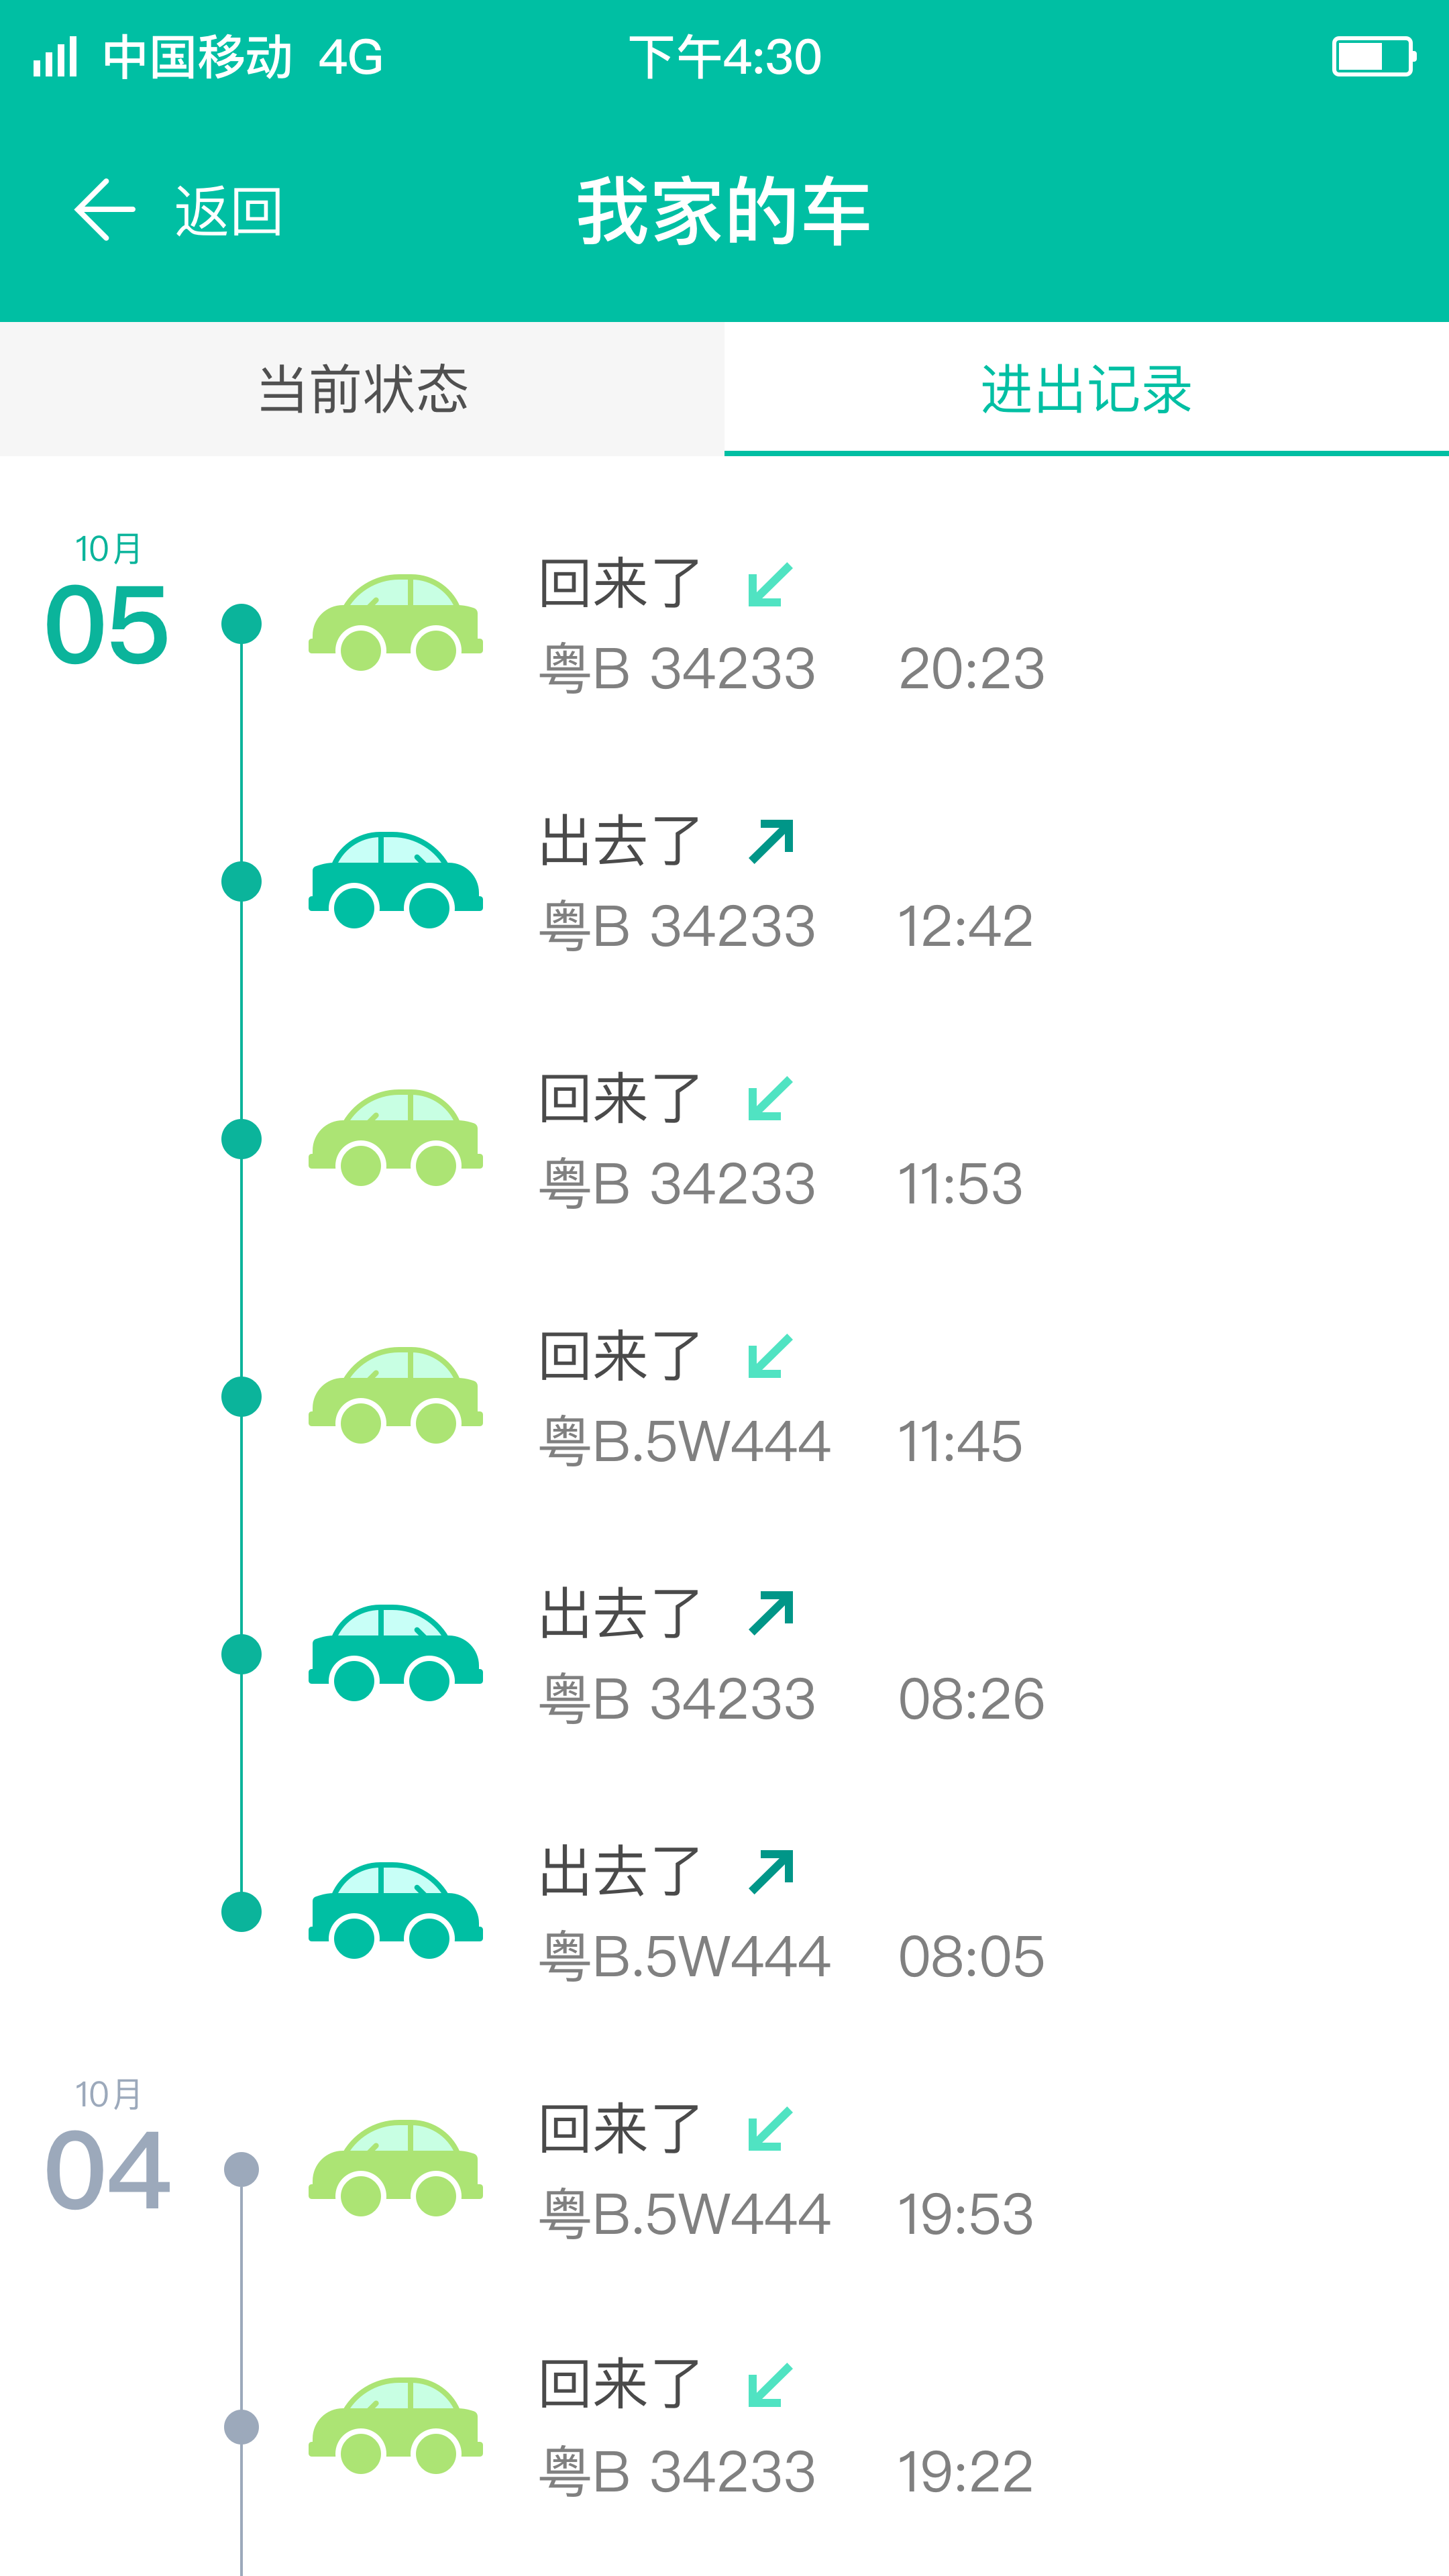 中国移动 4G 下午4:30
返回 我家的车
当前状态 进出记录
10月
05
回来了
粤B 34233 20:23
出去了
粤B 34233 12:42
回来了
粤B 34233 11:53
回来了
粤B.5W444 11:45
出去了
粤B 34233 08:26
出去了
粤B.5W444 08:05
10月
04
回来了
粤B.5W444 19:53
回来了
粤B 34233 19:22